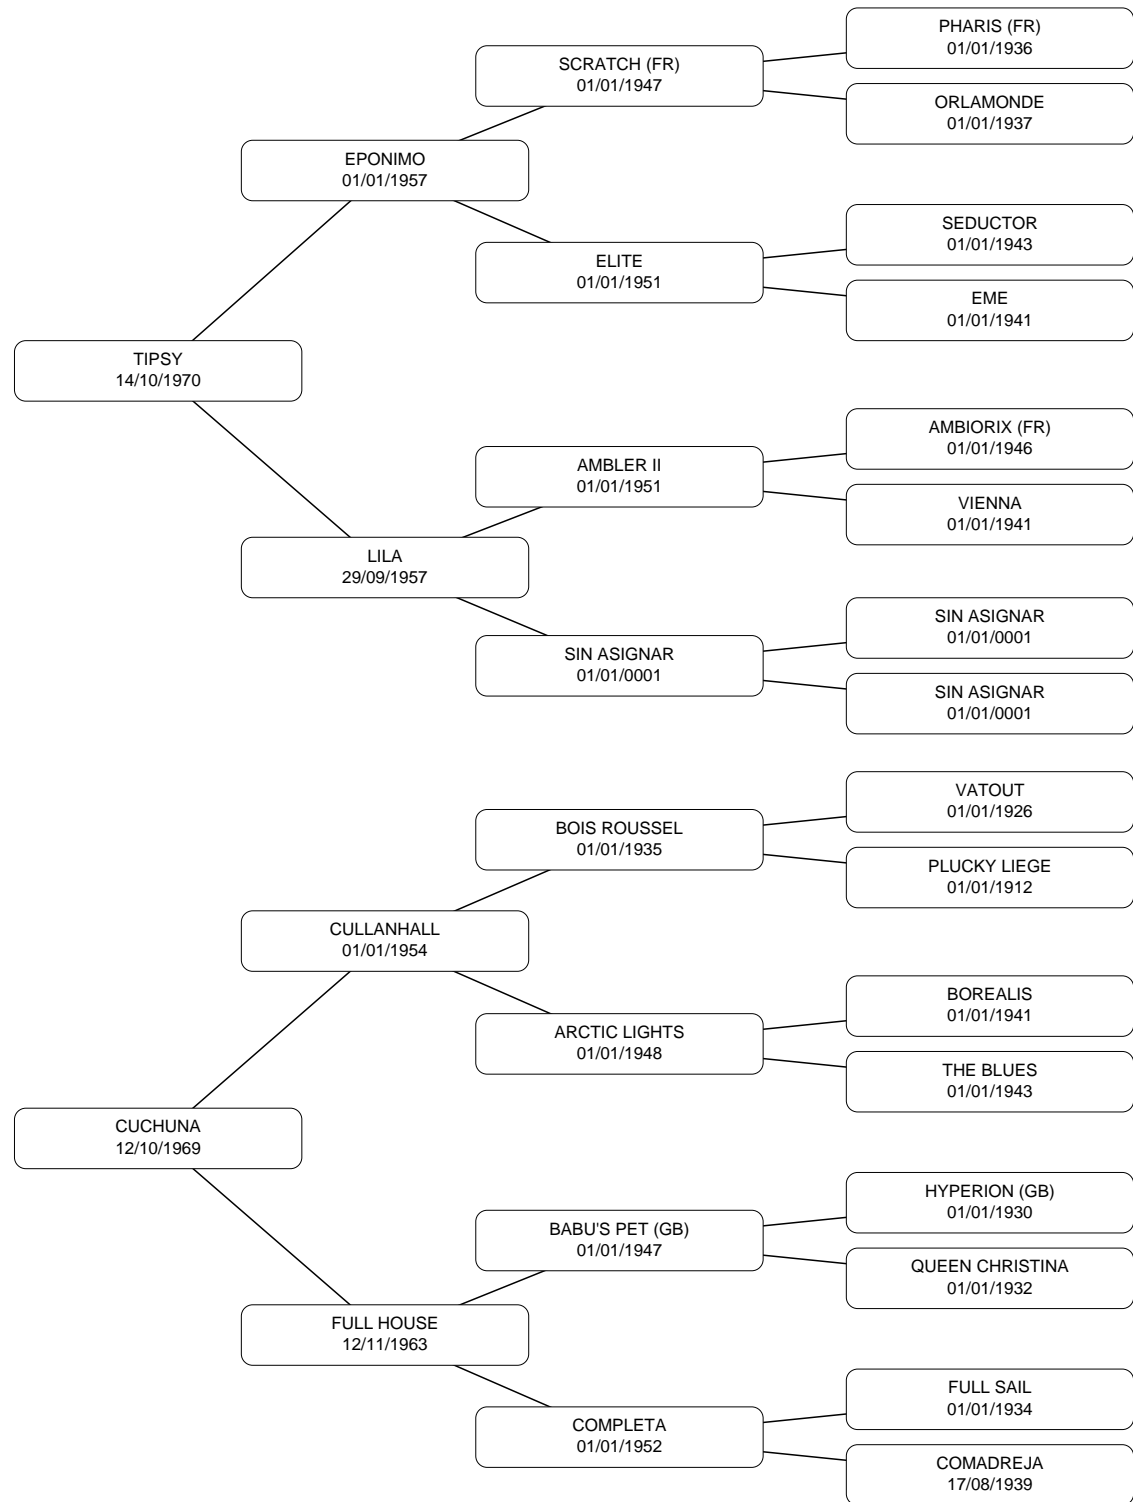 PHARIS (FR)
01/01/1936
SCRATCH (FR)
01/01/1947
ORLAMONDE
01/01/1937
EPONIMO
01/01/1957
SEDUCTOR
01/01/1943
ELITE
01/01/1951
EME
01/01/1941
TIPSY
14/10/1970
AMBIORIX (FR)
01/01/1946
AMBLER II
01/01/1951
VIENNA
01/01/1941
LILA
29/09/1957
SIN ASIGNAR
01/01/0001
SIN ASIGNAR
01/01/0001
SIN ASIGNAR
01/01/0001
VATOUT
01/01/1926
BOIS ROUSSEL
01/01/1935
PLUCKY LIEGE
01/01/1912
CULLANHALL
01/01/1954
BOREALIS
01/01/1941
ARCTIC LIGHTS
01/01/1948
THE BLUES
01/01/1943
CUCHUNA
12/10/1969
HYPERION (GB)
01/01/1930
BABU'S PET (GB)
01/01/1947
QUEEN CHRISTINA
01/01/1932
FULL HOUSE
12/11/1963
FULL SAIL
01/01/1934
COMPLETA
01/01/1952
COMADREJA
17/08/1939